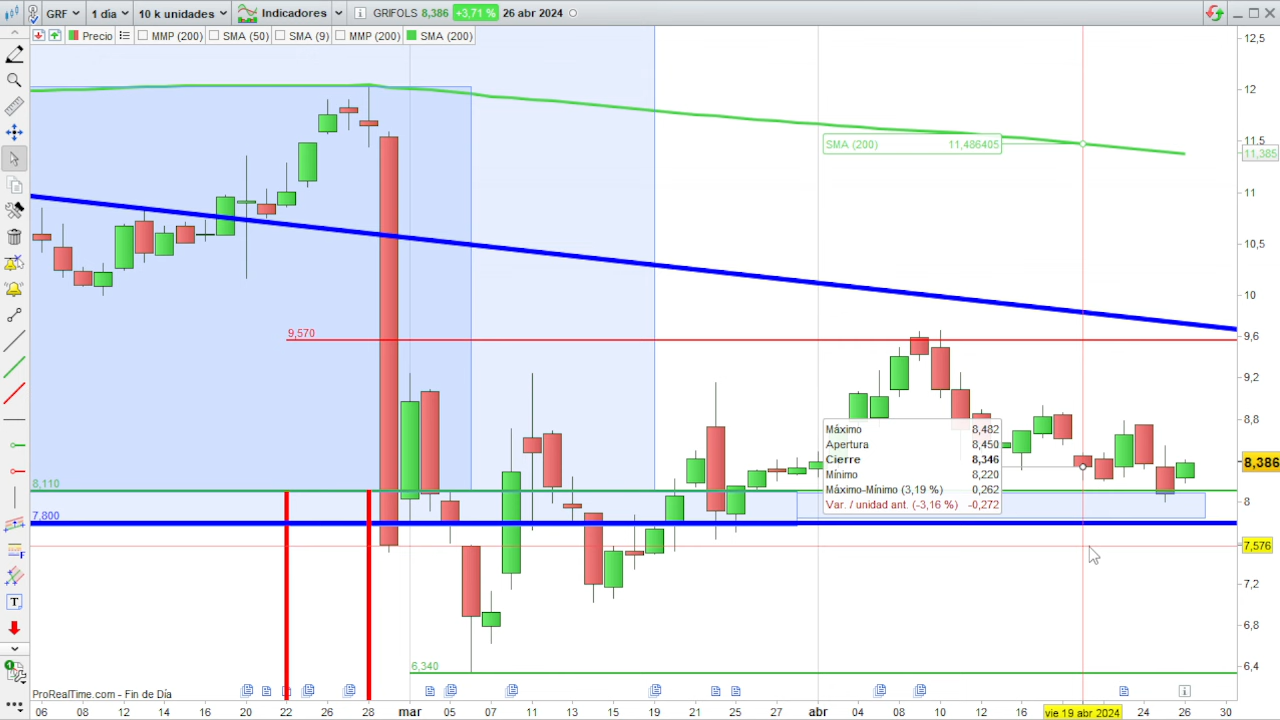 GRF 1 día 10 k unidades Indicadores GRIFOLS 8,386 +3,71 % 26 abr 2024
Precio MMP (200) SMA (50) SMA (9) MMP (200) SMA (200)
12,5
12
11,5
SMA (200) 11,486405
11,385
11
10,5
10
9,570
9,6
9,2
8,8
Máximo 8,482
Apertura 8,450
Cierre 8,346
Mínimo 8,220
Máximo-Mínimo (3,19 %) 0,262
Var. / unidad ant. (-3,16 %) -0,272
8,386
8,110
8
7,800
7,576
7,2
6,8
6,340
6,4
ProRealTime.com - Fin de Día
06 08 12 14 16 20 22 26 28 mar 05 07 11 13 15 19 21 25 27 abr 04 08 10 12 16 vie 19 abr 2024 24 26 30